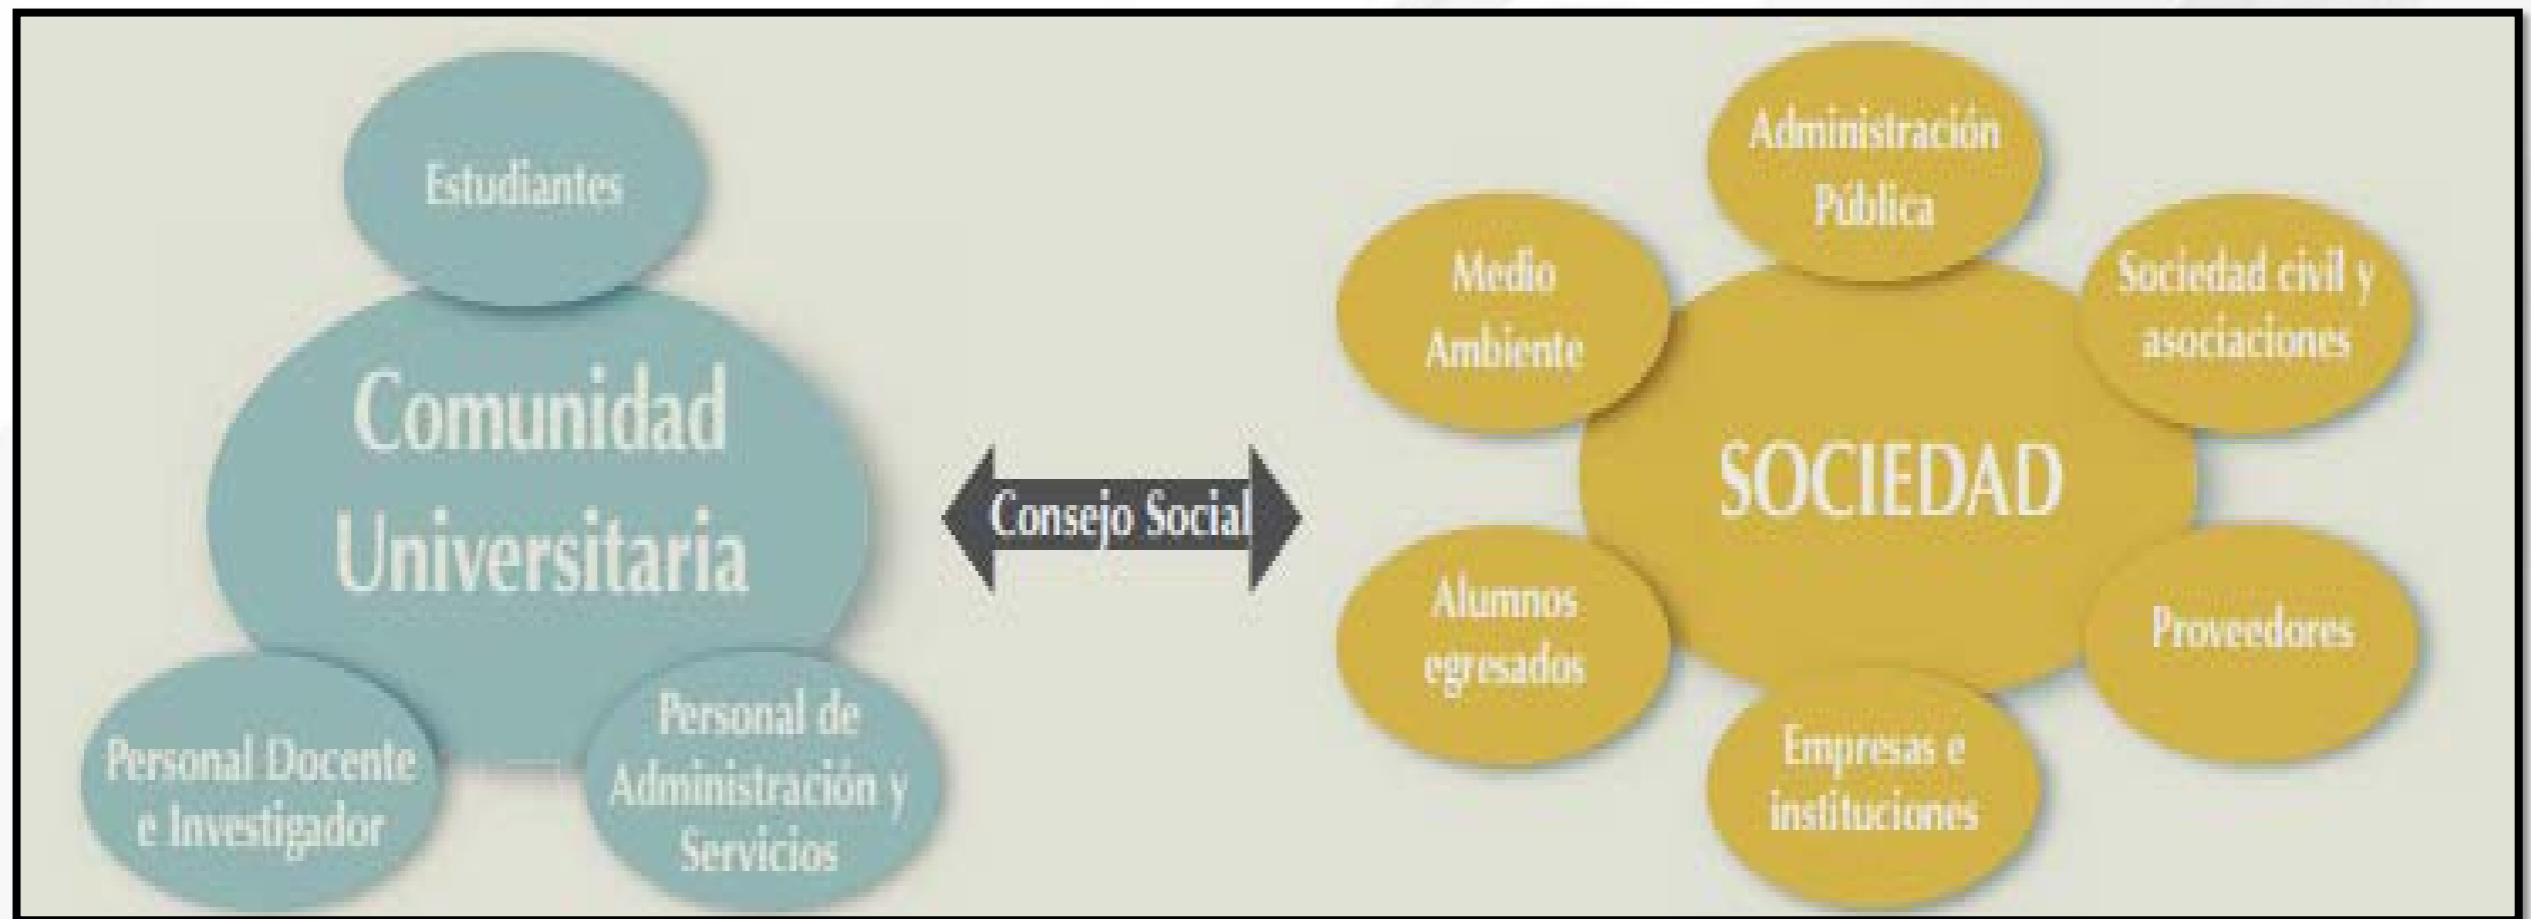 Estudiantes
Comunidad
Universitaria
Personal Docente
e Investigador
Personal de
Administración y
Servicios
Consejo Social
Administración
Pública
Medio
Ambiente
Sociedad civil y
asociaciones
SOCIEDAD
Alumnos
egresados
Proveedores
Empresas e
instituciones